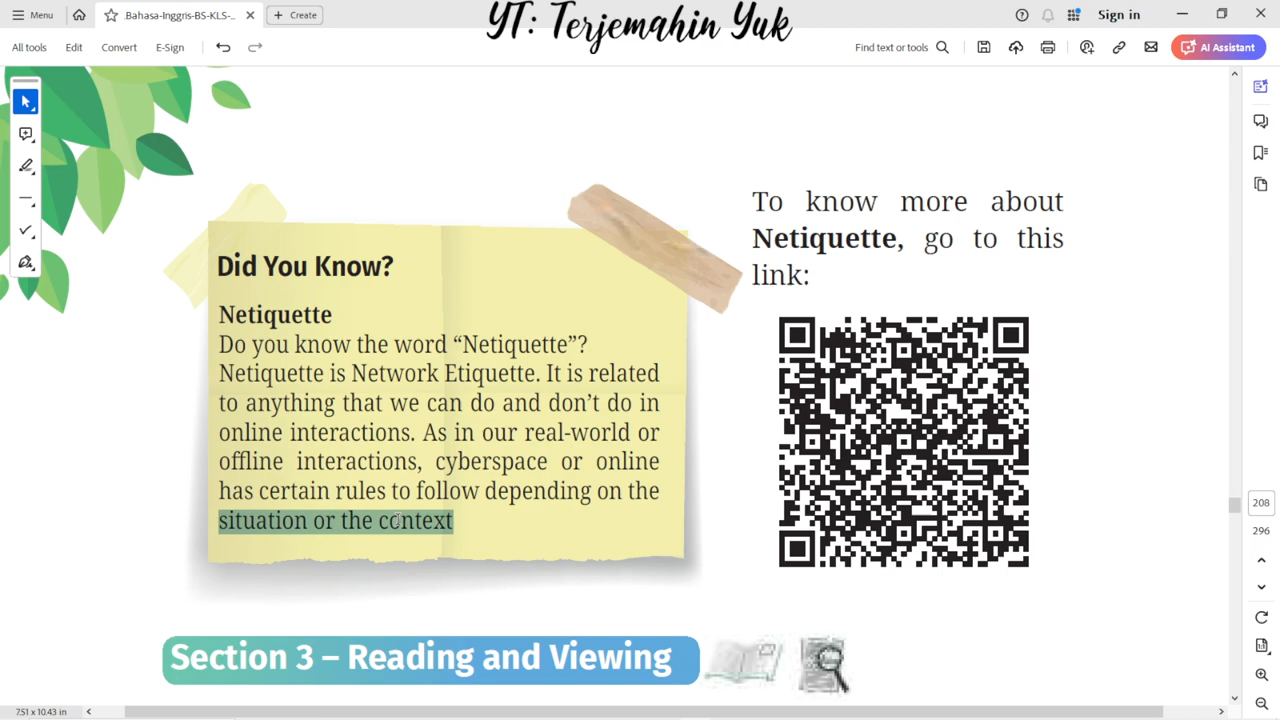 Menu
.Bahasa-Inggris-BS-KLS-...
Create
YT: Terjemahin Yuk
Sign in
All tools
Edit
Convert
E-Sign
Find text or tools
AI Assistant
To know more about
Netiquette, go to this
link:
Did You Know?
Netiquette
Do you know the word “Netiquette”?
Netiquette is Network Etiquette. It is related
to anything that we can do and don’t do in
online interactions. As in our real-world or
offline interactions, cyberspace or online
has certain rules to follow depending on the
situation or the context
208
296
Section 3 – Reading and Viewing
7.51 x 10.43 in